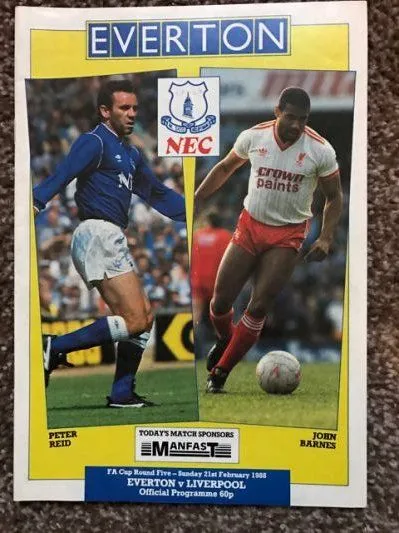 EVERTON
NEC
Crown
paints
PETER
REID
JOHN
BARNES
TODAY'S MATCH SPONSORS
MANFAST
FA Cup Round Five – Sunday 21st February 1988
EVERTON v LIVERPOOL
Official Programme 60p